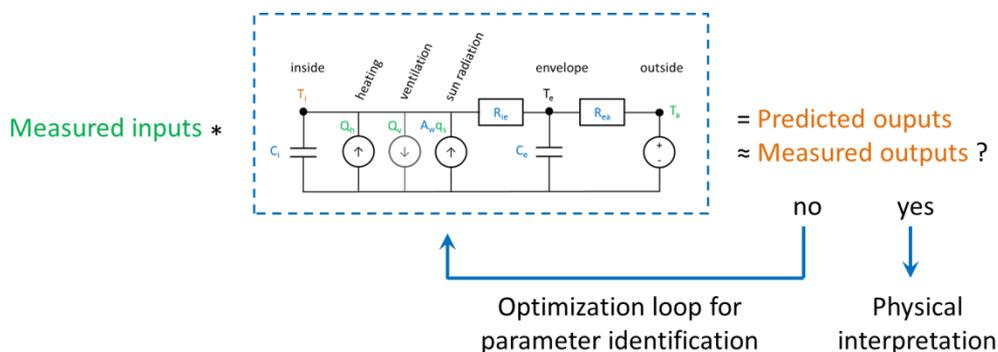 inside
heating
ventilation
sun radiation
envelope
outside
Ti
Te
Ta
Rie
Rea
Measured inputs *
Qh
Qv
Awqs
Ci
Ce
+
-
= Predicted ouputs
≈ Measured outputs ?
no
yes
Optimization loop for
parameter identification
Physical
interpretation